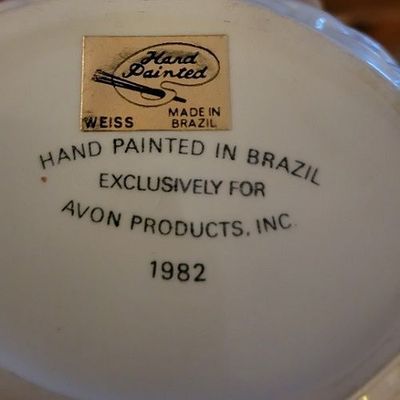 Hand
Painted
WEISS MADE IN
BRAZIL
HAND PAINTED IN BRAZIL
EXCLUSIVELY FOR
AVON PRODUCTS, INC.
1982